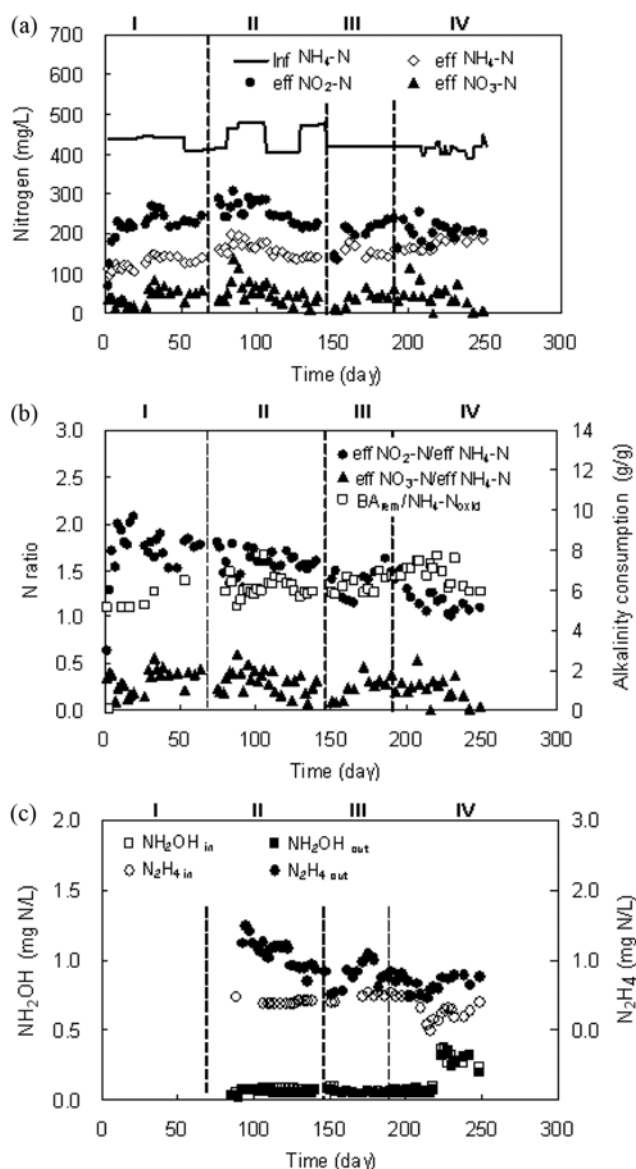 (a) I II III IV
700
600
500
400
300
200
100
0
Nitrogen (mg/L)
Inf NH₄-N eff NH₄-N
eff NO₂-N eff NO₃-N
0 50 100 150 200 250 300
Time (day)
(b) I II III IV
3.0
2.5
2.0
1.5
1.0
0.5
0.0
N ratio
eff NO₂-N/eff NH₄-N
eff NO₃-N/eff NH₄-N
BA_rem/NH₄-N_oxid
14
12
10
8
6
4
2
0
Alkalinity consumption (g/g)
0 50 100 150 200 250 300
Time (day)
(c) I II III IV
2.0
1.5
1.0
0.5
0.0
NH₂OH (mg N/L)
NH₂OH in NH₂OH out
N₂H₄ in N₂H₄ out
3.0
2.0
1.0
0.0
N₂H₄ (mg N/L)
0 50 100 150 200 250 300
Time (day)